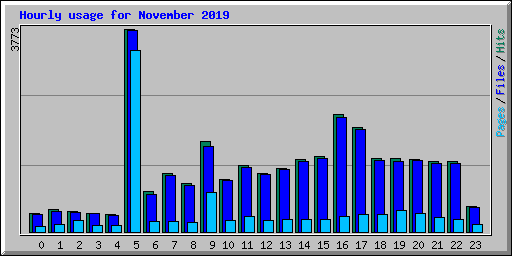 Hourly usage for November 2019
3773
Pages/Files/Hits
0 1 2 3 4 5 6 7 8 9 10 11 12 13 14 15 16 17 18 19 20 21 22 23